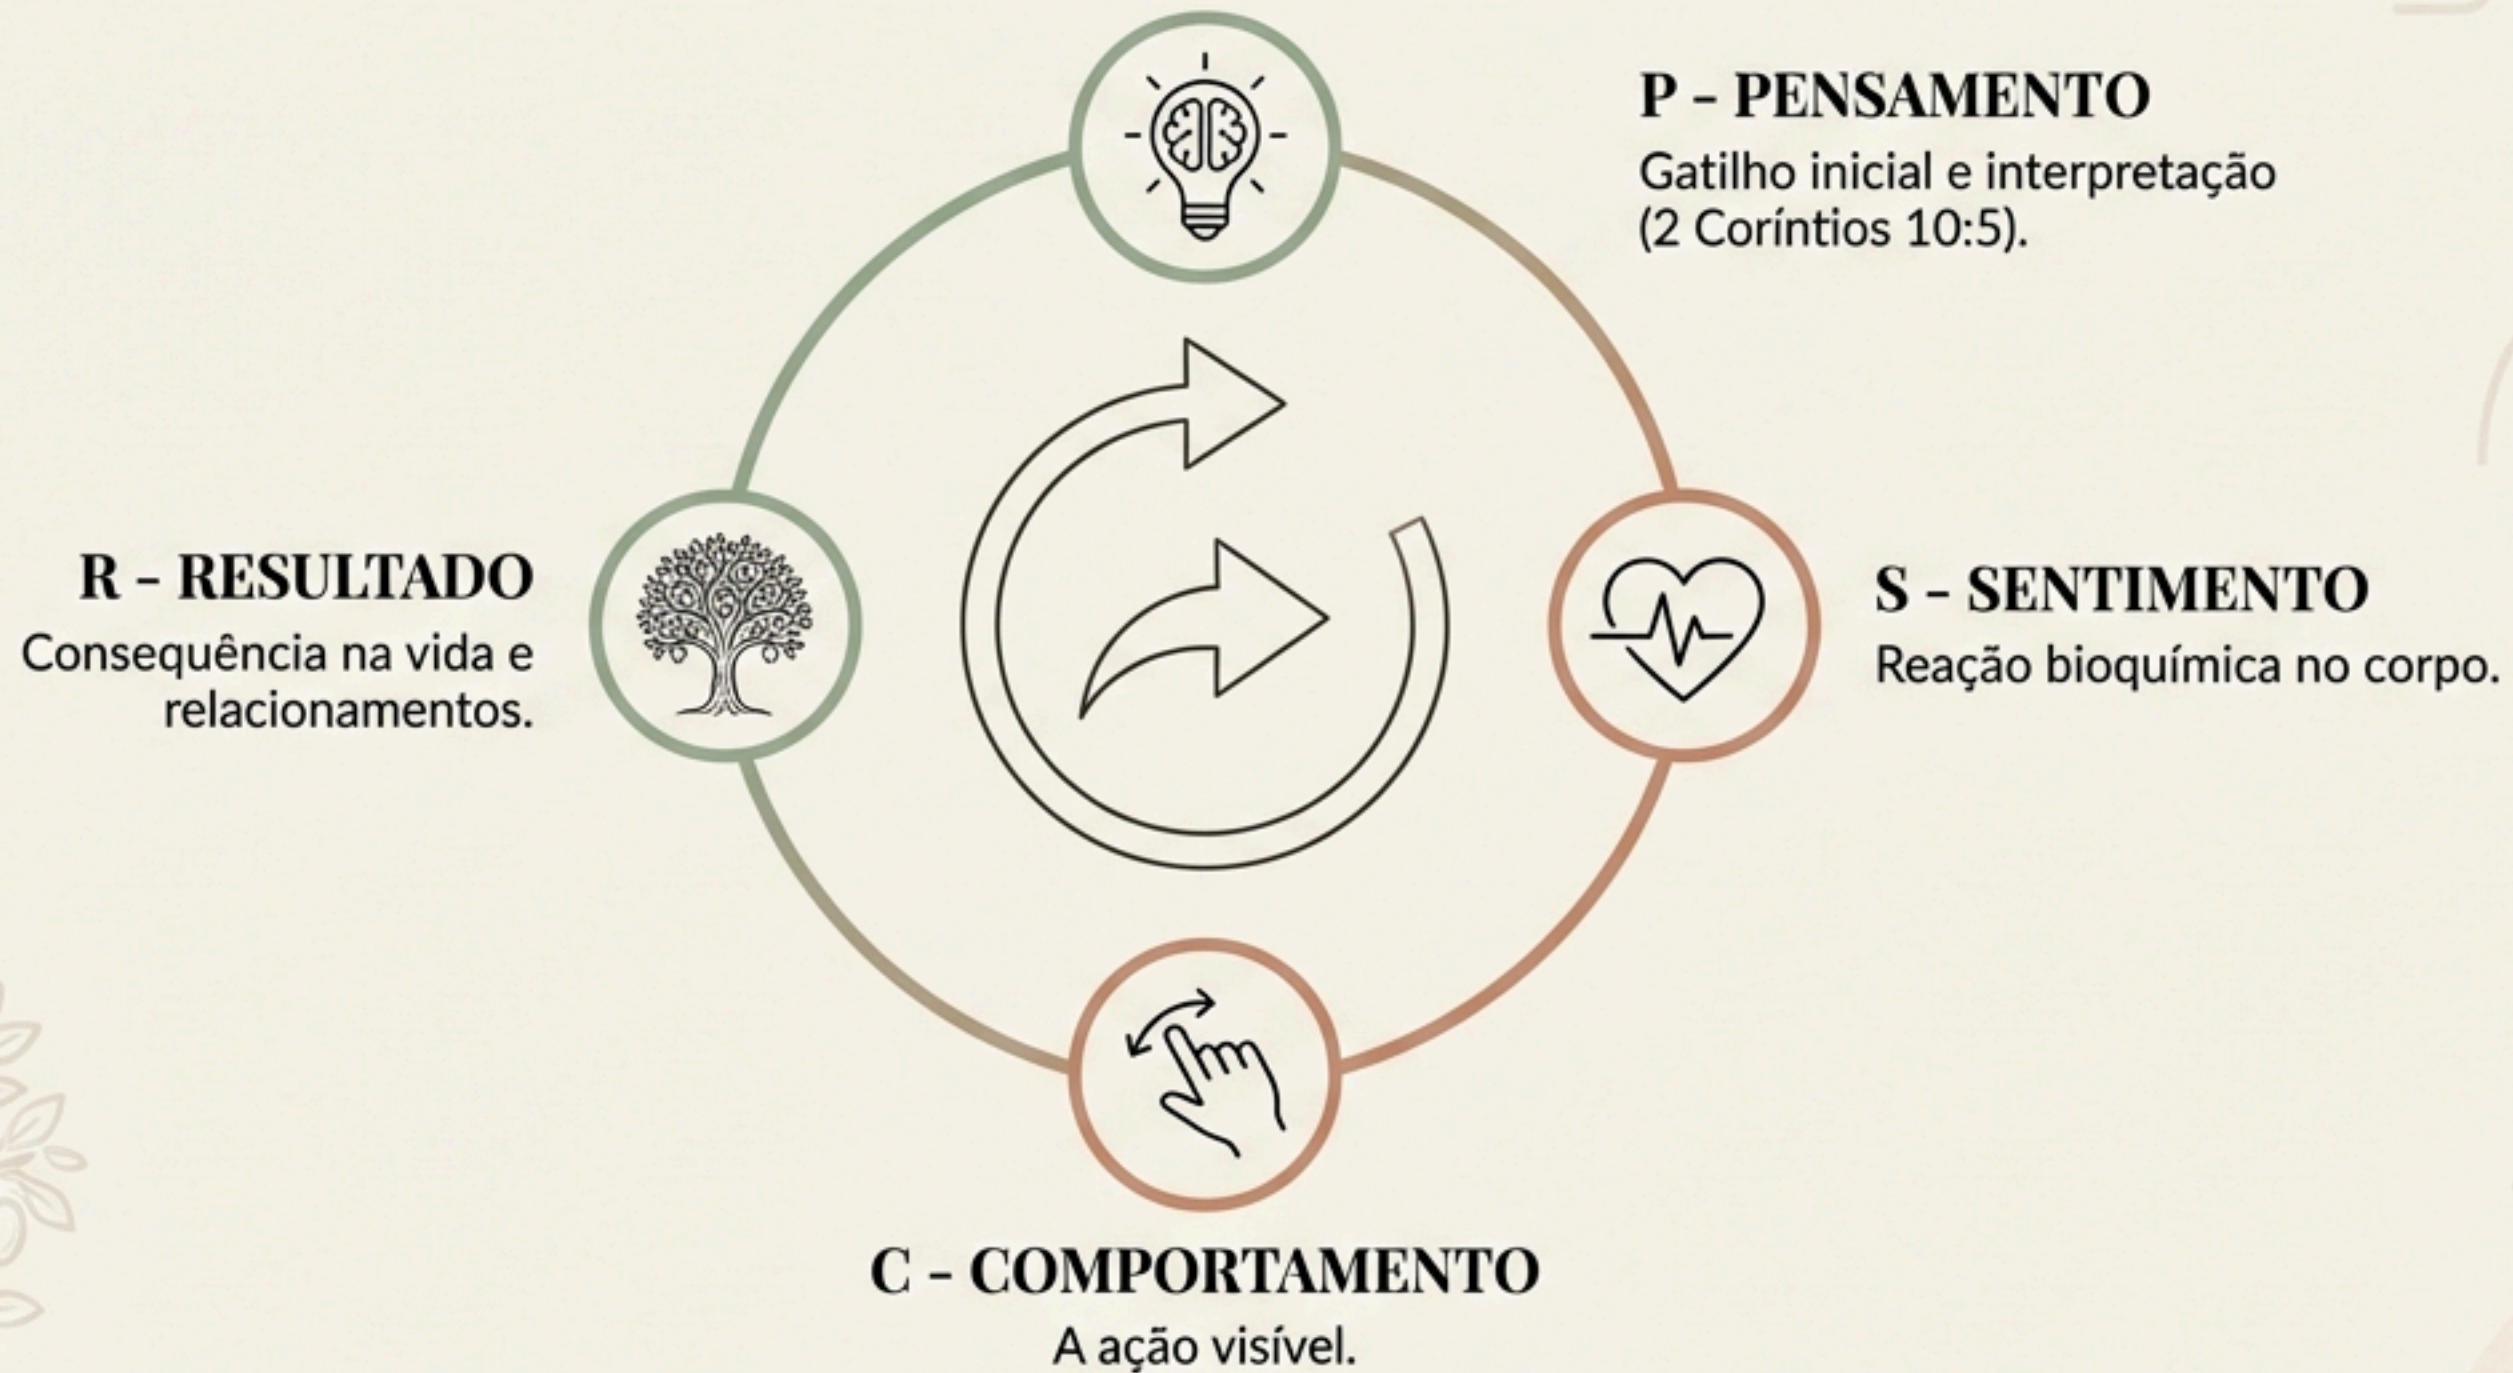 P – PENSAMENTO
Gatilho inicial e interpretação
(2 Coríntios 10:5).
S – SENTIMENTO
Reação bioquímica no corpo.
C – COMPORTAMENTO
A ação visível.
R – RESULTADO
Consequência na vida e
relacionamentos.